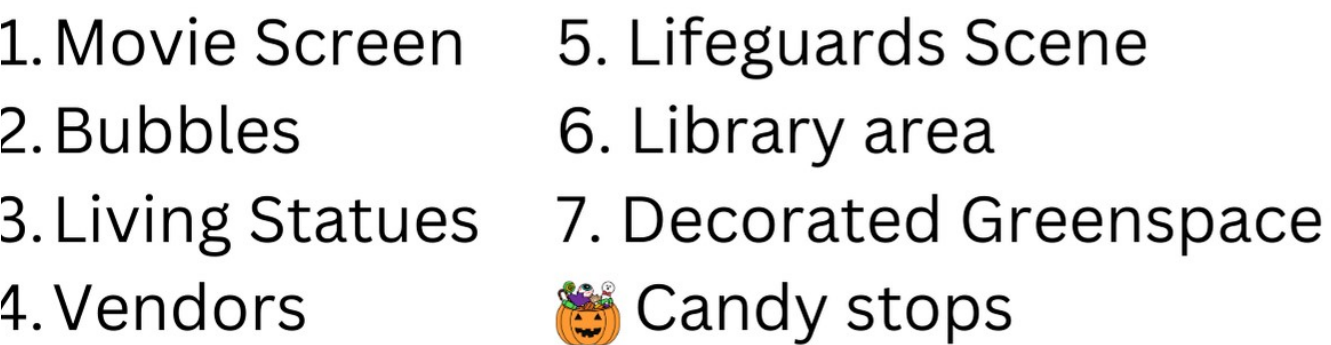 1. Movie Screen
2. Bubbles
3. Living Statues
4. Vendors
5. Lifeguards Scene
6. Library area
7. Decorated Greenspace
Candy stops